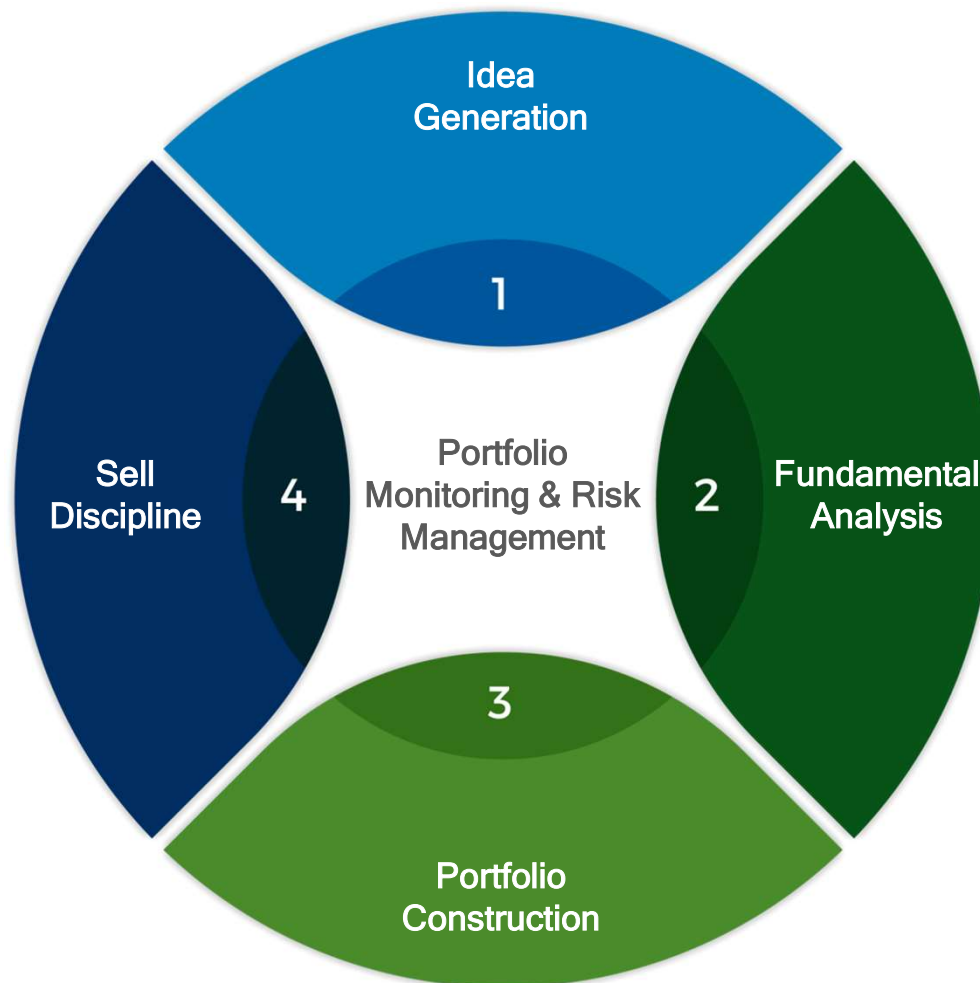 Idea
Generation
1
Sell
Discipline
4
Portfolio
Monitoring & Risk
Management
2
Fundamental
Analysis
3
Portfolio
Construction